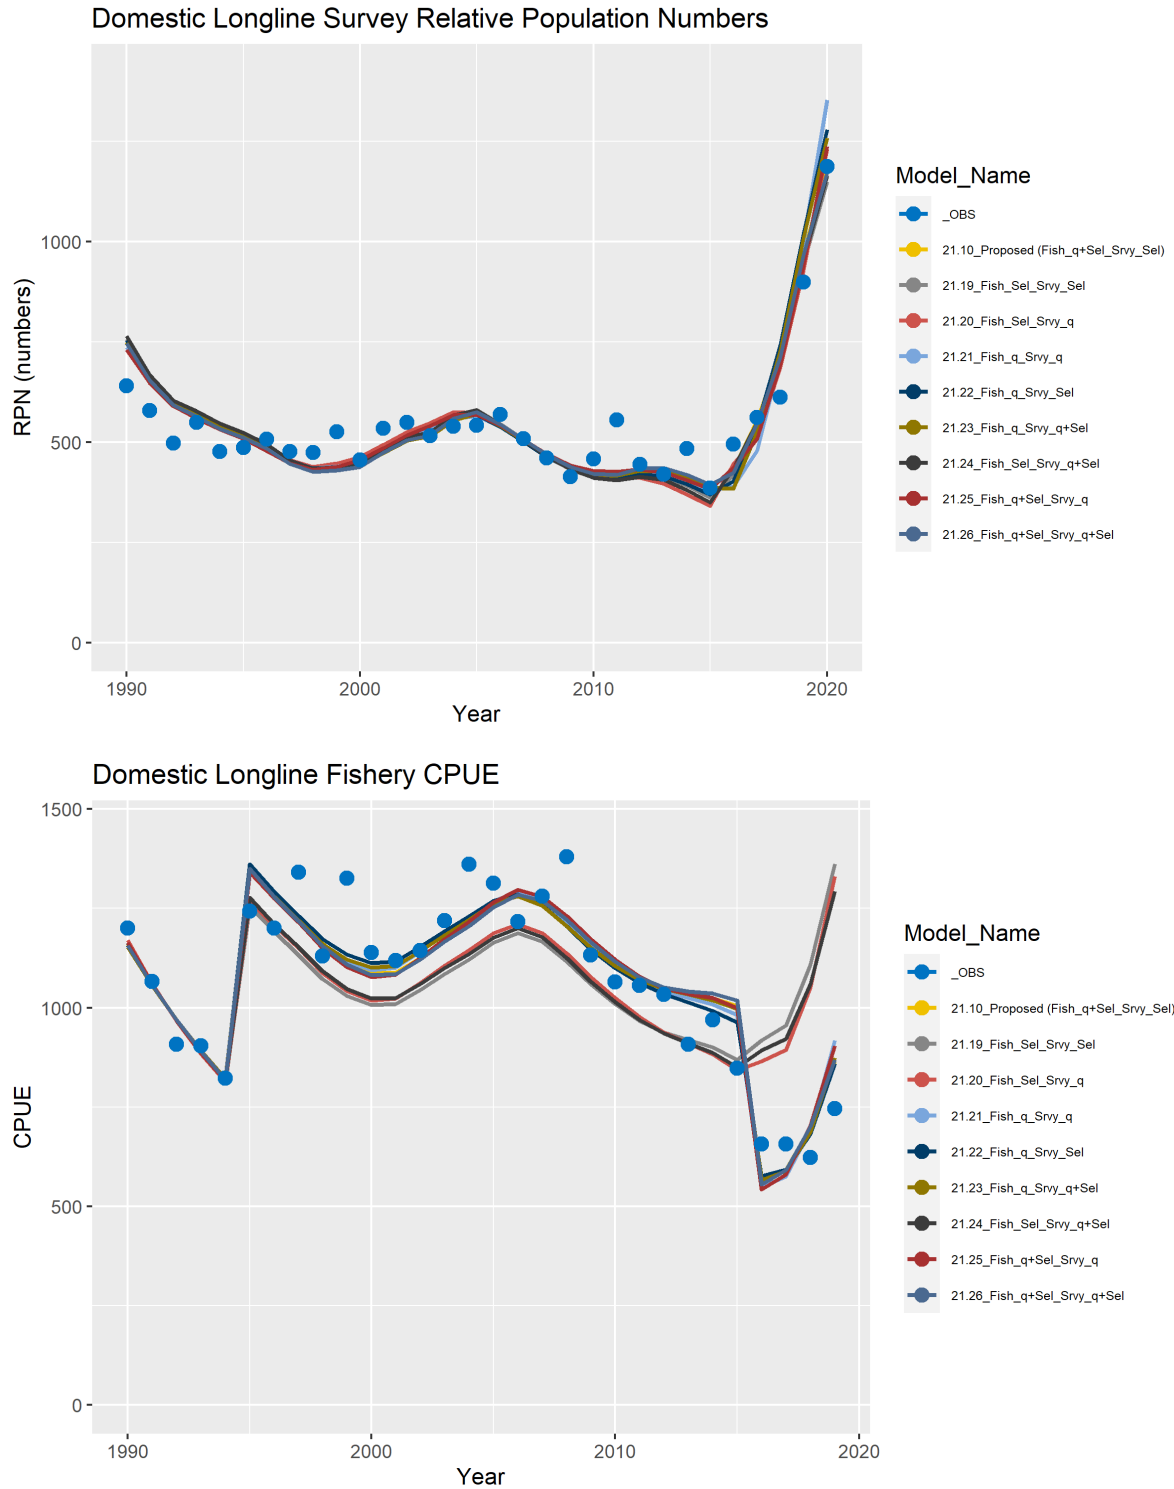 Domestic Longline Survey Relative Population Numbers
RPN (numbers)
1000
500
0
1990
2000
2010
2020
Year
Model_Name
_OBS
21.10_Proposed (Fish_q+Sel_Srvy_Sel)
21.19_Fish_Sel_Srvy_Sel
21.20_Fish_Sel_Srvy_q
21.21_Fish_q_Srvy_q
21.22_Fish_q_Srvy_Sel
21.23_Fish_q_Srvy_q+Sel
21.24_Fish_Sel_Srvy_q+Sel
21.25_Fish_q+Sel_Srvy_q
21.26_Fish_q+Sel_Srvy_q+Sel
Domestic Longline Fishery CPUE
CPUE
1500
1000
500
0
1990
2000
2010
2020
Year
Model_Name
_OBS
21.10_Proposed (Fish_q+Sel_Srvy_Sel)
21.19_Fish_Sel_Srvy_Sel
21.20_Fish_Sel_Srvy_q
21.21_Fish_q_Srvy_q
21.22_Fish_q_Srvy_Sel
21.23_Fish_q_Srvy_q+Sel
21.24_Fish_Sel_Srvy_q+Sel
21.25_Fish_q+Sel_Srvy_q
21.26_Fish_q+Sel_Srvy_q+Sel